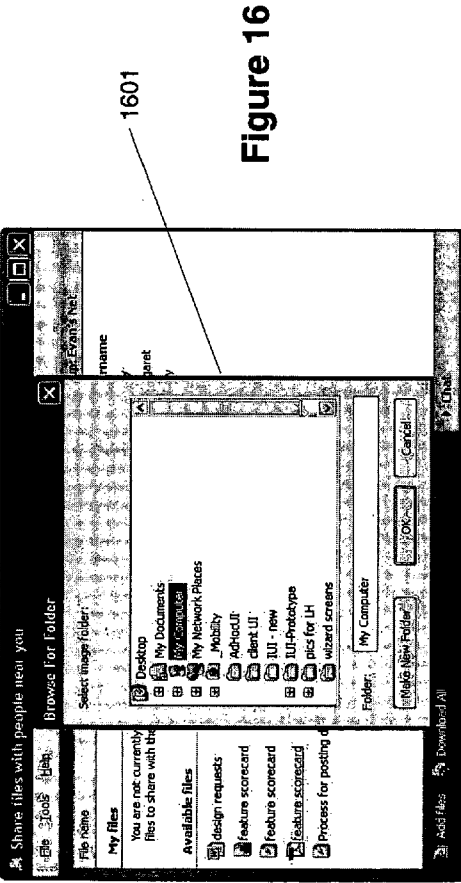 Share files with people near you
File Tools Help
up: Evan's Net
File name
My files
You are not currently
files to share with the
Available files
design requests
feature scorecard
feature scorecard
feature scorecard
Process for posting d
Add files Download All
Browse For Folder
Select image folder:
Desktop
My Documents
My Computer
My Network Places
_Mobility
AdHocUI
client UI
IUI - new
IUI-Prototype
pics for LH
wizard screens
Folder: My Computer
Make New Folder OK Cancel
rname
garet
y
Chat
1601
Figure 16